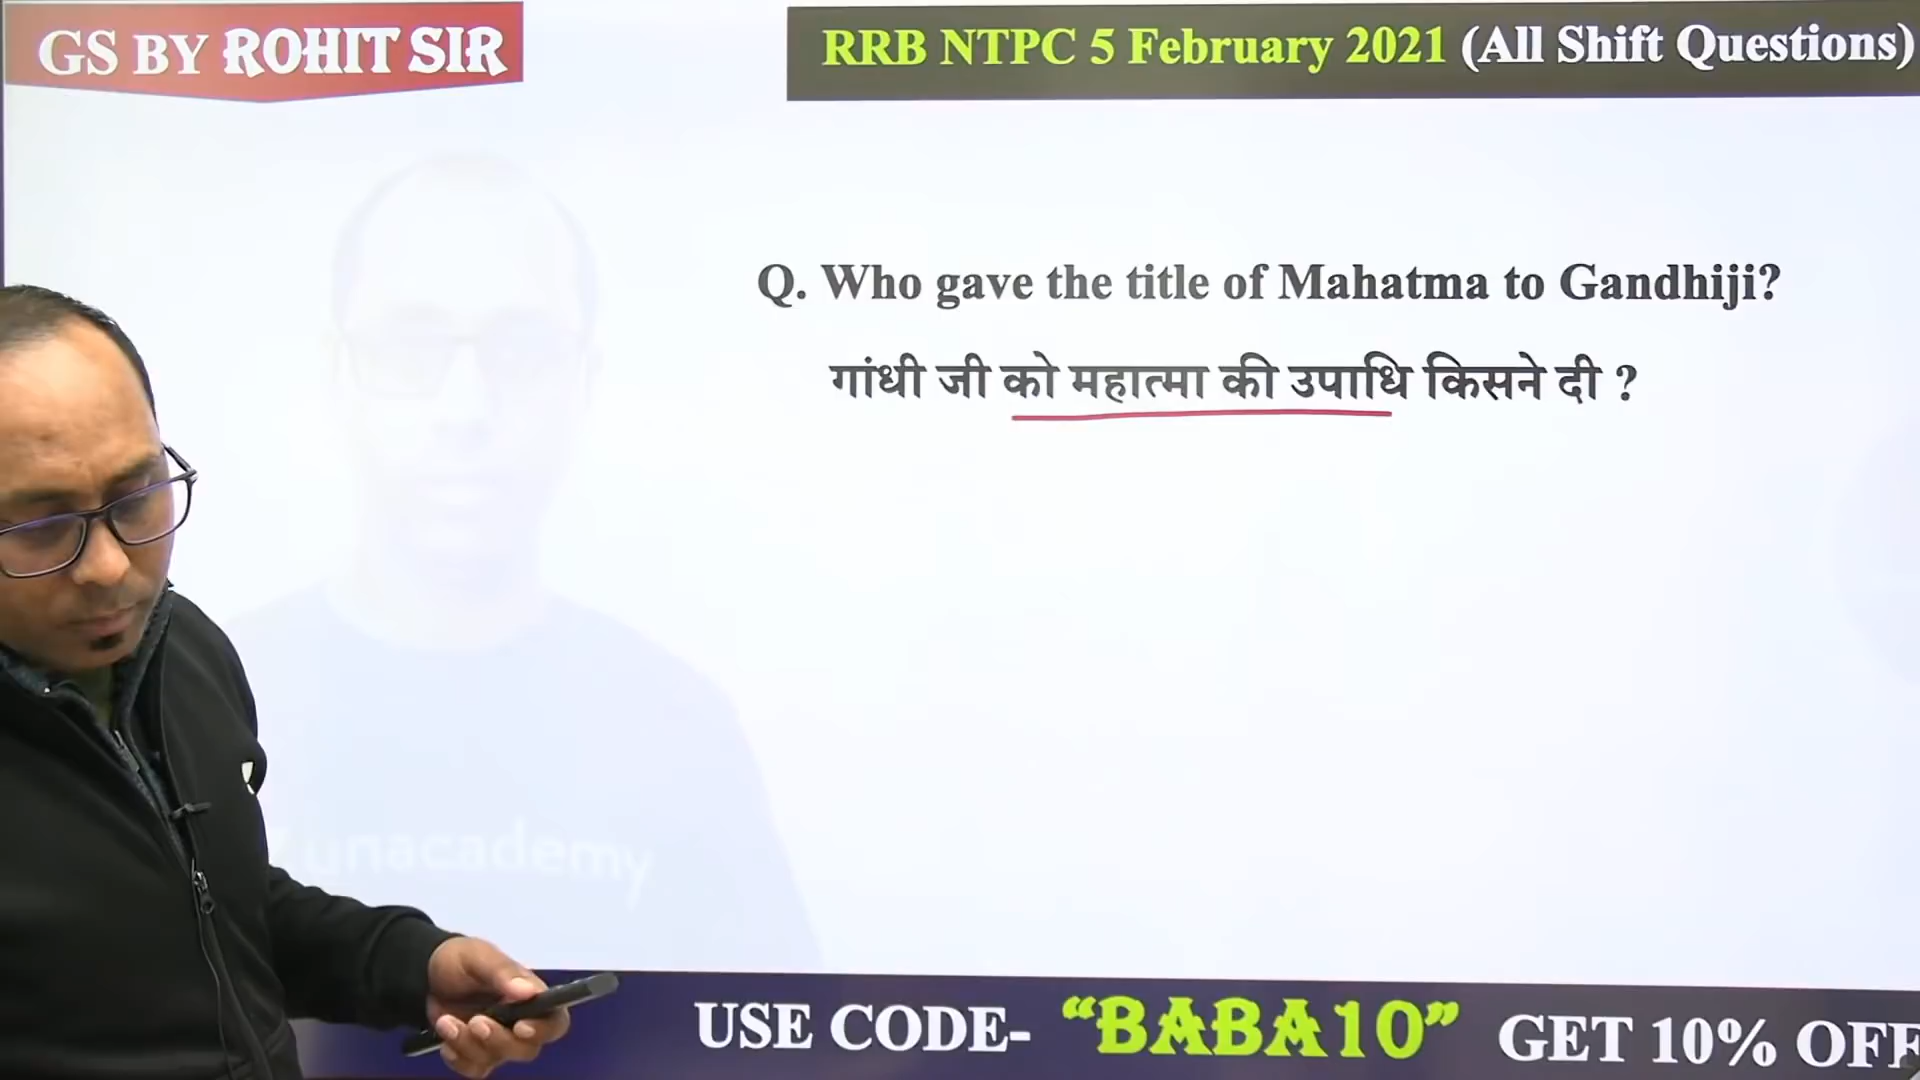 GS BY ROHIT SIR
RRB NTPC 5 February 2021 (All Shift Questions)
Q. Who gave the title of Mahatma to Gandhiji?
गांधी जी को महात्मा की उपाधि किसने दी ?
unacademy
USE CODE- “BABA10” GET 10% OFF